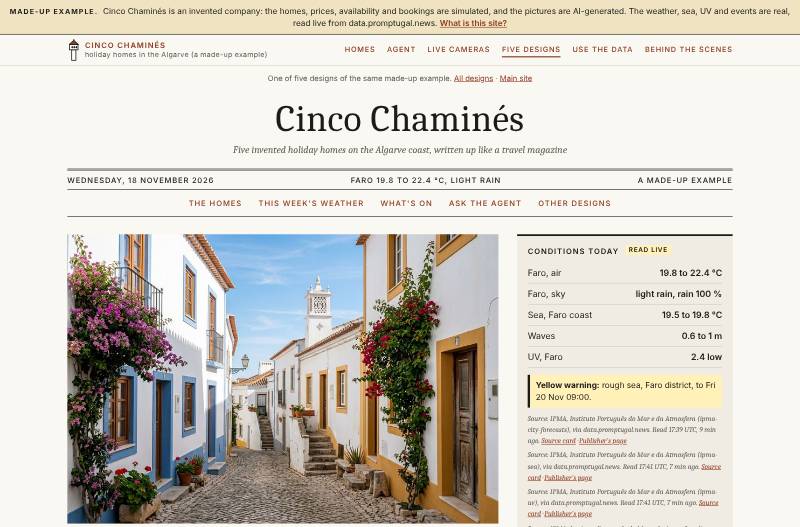 MADE-UP EXAMPLE. Cinco Chaminés is an invented company: the homes, prices, availability and bookings are simulated, and the pictures are AI-generated. The weather, sea, UV and events are real,
read live from data.promptugal.news. What is this site?
CINCO CHAMINÉS
holiday homes in the Algarve (a made-up example)
HOMES AGENT LIVE CAMERAS FIVE DESIGNS USE THE DATA BEHIND THE SCENES
One of five designs of the same made-up example. All designs · Main site
Cinco Chaminés
Five invented holiday homes on the Algarve coast, written up like a travel magazine
WEDNESDAY, 18 NOVEMBER 2026
FARO 19.8 TO 22.4 °C, LIGHT RAIN
A MADE-UP EXAMPLE
THE HOMES THIS WEEK'S WEATHER WHAT'S ON ASK THE AGENT OTHER DESIGNS
CONDITIONS TODAY READ LIVE
Faro, air 19.8 to 22.4 °C
Faro, sky light rain, rain 100 %
Sea, Faro coast 19.5 to 19.8 °C
Waves 0.6 to 1 m
UV, Faro 2.4 low
Yellow warning: rough sea, Faro district, to Fri
20 Nov 09:00.
Source: IPMA, Instituto Português do Mar e da Atmosfera (ipma-
city-forecasts), via data.promptugal.news. Read 17:39 UTC, 9 min
ago. Source card · Publisher's page
Source: IPMA, Instituto Português do Mar e da Atmosfera (ipma-
sea), via data.promptugal.news. Read 17:41 UTC, 7 min ago. Source
card · Publisher's page
Source: IPMA, Instituto Português do Mar e da Atmosfera (ipma-
uv), via data.promptugal.news. Read 17:41 UTC, 7 min ago. Source
card · Publisher's page